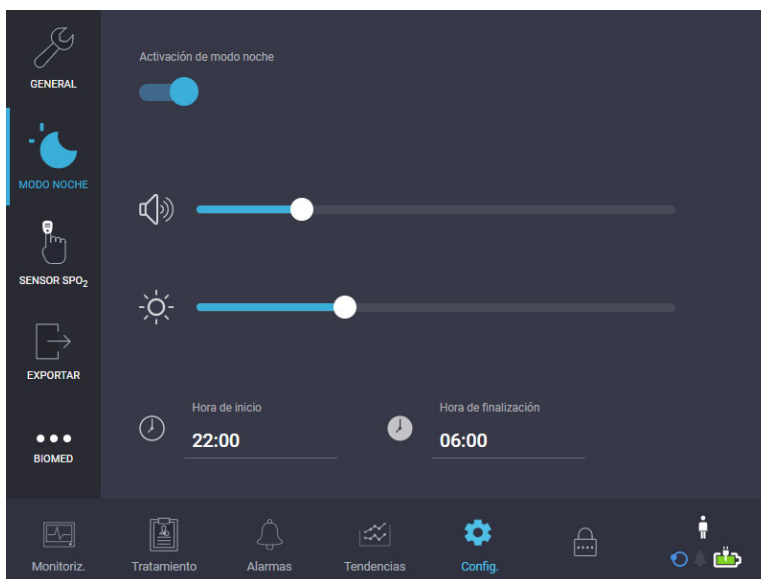 GENERAL
MODO NOCHE
SENSOR SPO₂
EXPORTAR
BIOMED
Activación de modo noche
Hora de inicio
22:00
Hora de finalización
06:00
Monitoriz.
Tratamiento
Alarmas
Tendencias
Config.